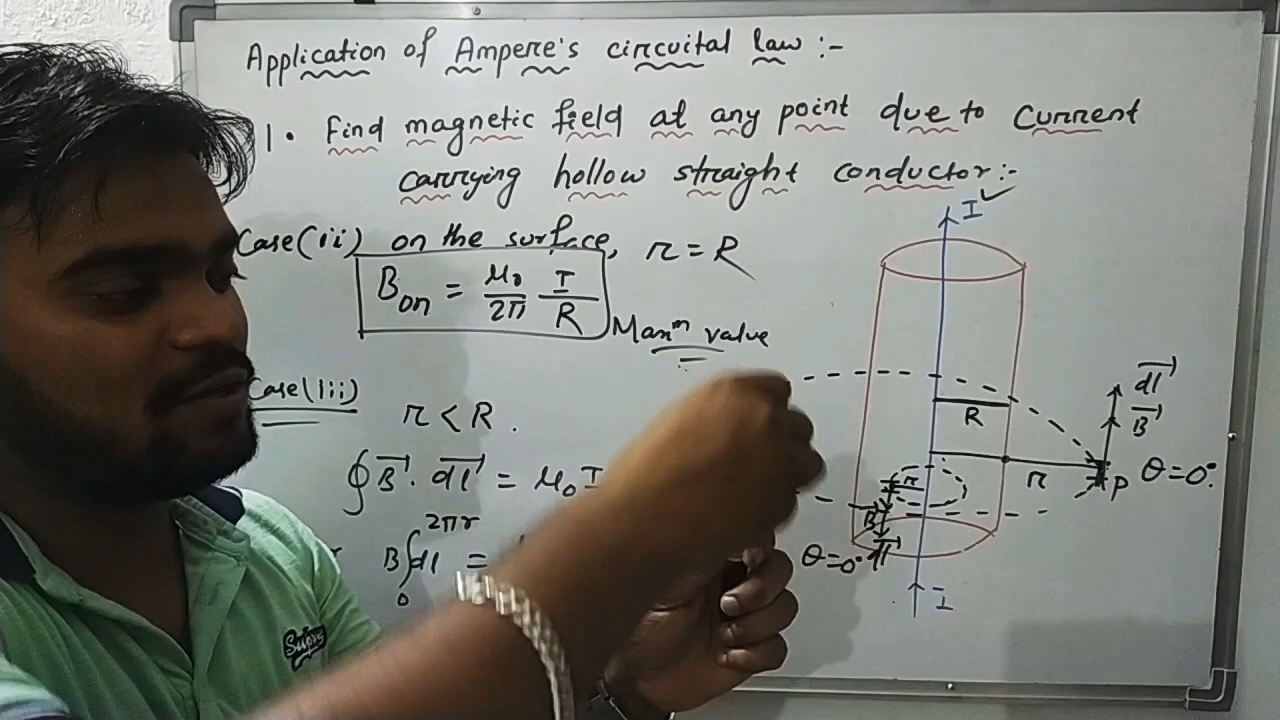 Application of Ampere's circuital law :-
1. Find magnetic field at any point due to current
carrying hollow straight conductor:-
Case(ii) on the surface, r = R
B_on = μ₀/2π I/R
Maxᵐ value
Case(iii) r < R.
∮ B⃗ . dl⃗ = μ₀ I
B ∫₀^2πr dl =
I
R
dl⃗
B⃗
r
P θ=0°.
r
B⃗
θ=0° dl⃗
I